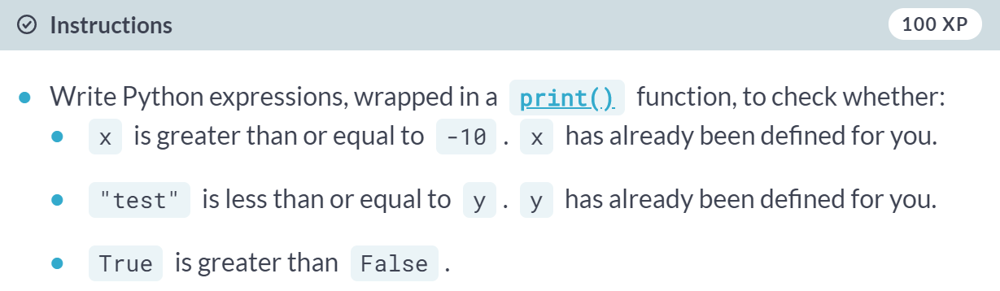 Instructions 100 XP
Write Python expressions, wrapped in a print() function, to check whether:
x is greater than or equal to -10 . x has already been defined for you.
"test" is less than or equal to y . y has already been defined for you.
True is greater than False .